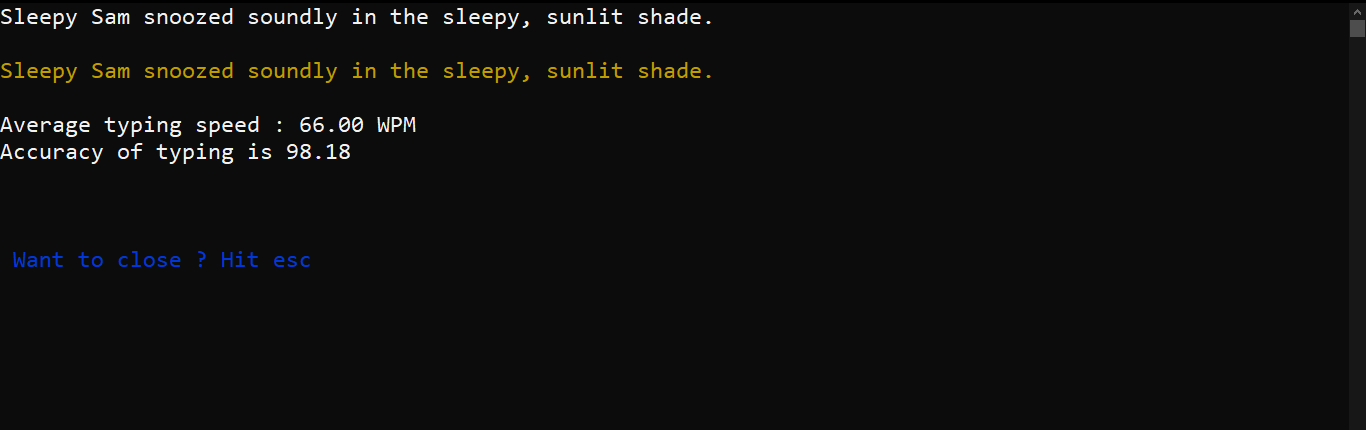 Sleepy Sam snoozed soundly in the sleepy, sunlit shade.
Sleepy Sam snoozed soundly in the sleepy, sunlit shade.
Average typing speed : 66.00 WPM
Accuracy of typing is 98.18
Want to close ? Hit esc